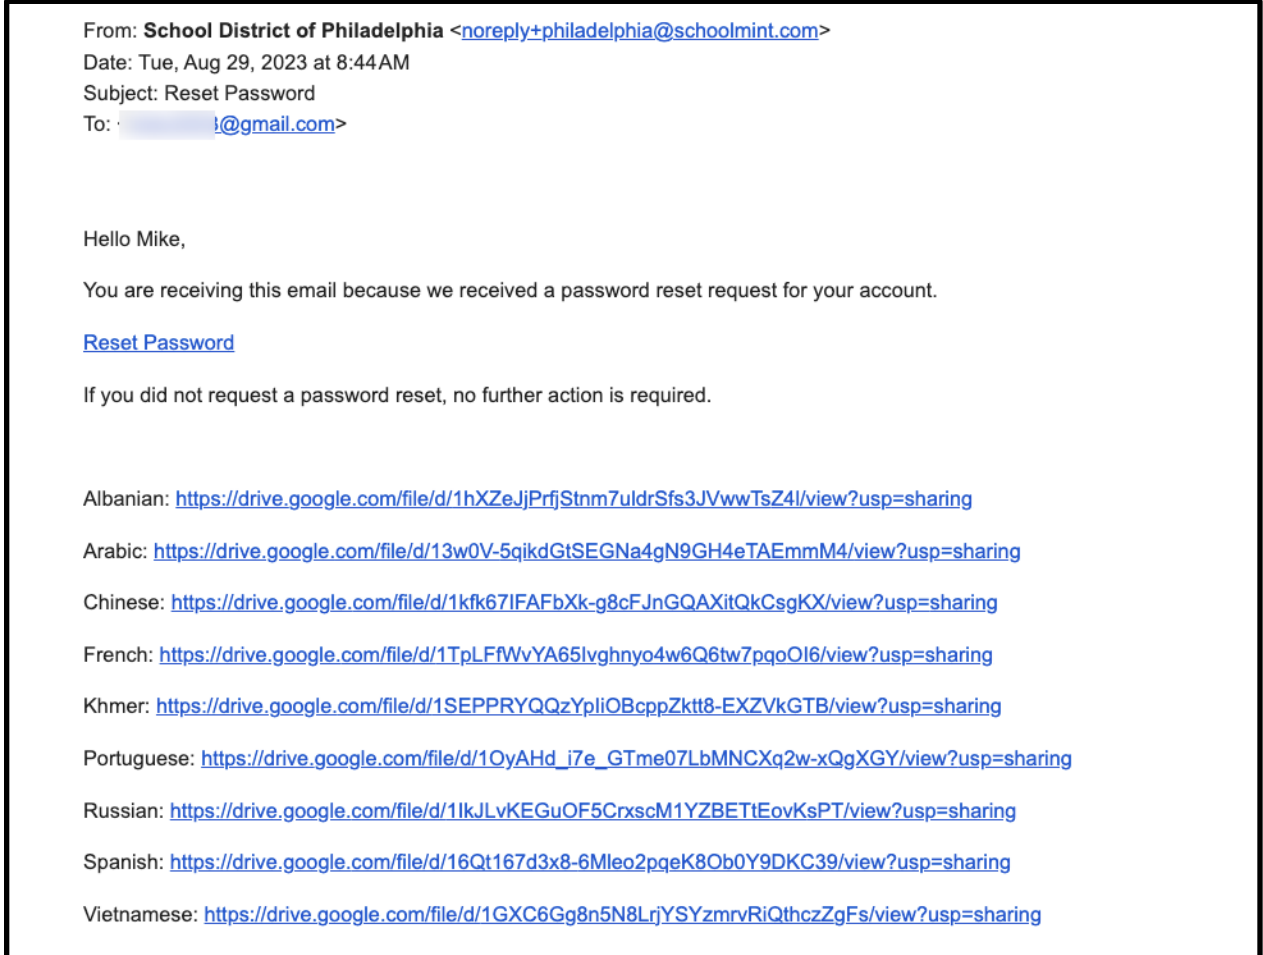 From: School District of Philadelphia <noreply+philadelphia@schoolmint.com>
Date: Tue, Aug 29, 2023 at 8:44AM
Subject: Reset Password
To: @gmail.com>
Hello Mike,
You are receiving this email because we received a password reset request for your account.
Reset Password
If you did not request a password reset, no further action is required.
Albanian: https://drive.google.com/file/d/1hXZeJjPrfjStnm7uldrSfs3JVwwTsZ4l/view?usp=sharing
Arabic: https://drive.google.com/file/d/13w0V-5qikdGtSEGNa4gN9GH4eTAEmmM4/view?usp=sharing
Chinese: https://drive.google.com/file/d/1kfk67IFAFbXk-g8cFJnGQAXitQkCsgKX/view?usp=sharing
French: https://drive.google.com/file/d/1TpLFfWvYA65Ivghnyo4w6Q6tw7pqoOI6/view?usp=sharing
Khmer: https://drive.google.com/file/d/1SEPPRYQQzYpIiOBcppZktt8-EXZVkGTB/view?usp=sharing
Portuguese: https://drive.google.com/file/d/1OyAHd_i7e_GTme07LbMNCXq2w-xQgXGY/view?usp=sharing
Russian: https://drive.google.com/file/d/1IkJLvKEGuOF5CrxscM1YZBETtEovKsPT/view?usp=sharing
Spanish: https://drive.google.com/file/d/16Qt167d3x8-6Mleo2pqeK8Ob0Y9DKC39/view?usp=sharing
Vietnamese: https://drive.google.com/file/d/1GXC6Gg8n5N8LrjYSYzmrvRiQthczZgFs/view?usp=sharing